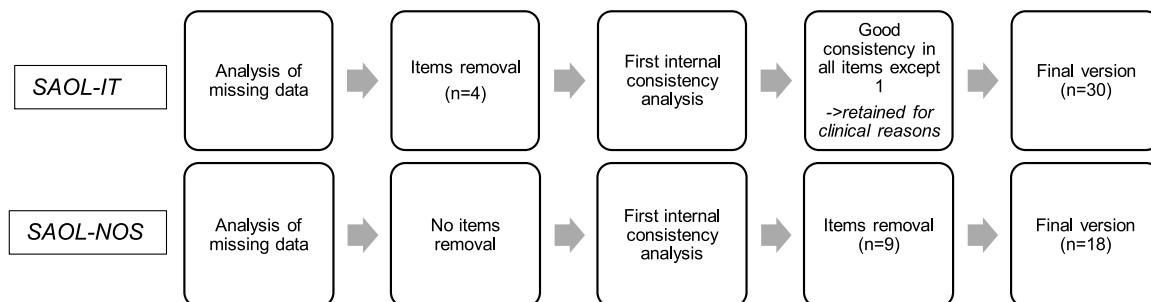 SAOL-IT
Analysis of
missing data
Items removal
(n=4)
First internal
consistency
analysis
Good
consistency in
all items except
1
->retained for
clinical reasons
Final version
(n=30)
SAOL-NOS
Analysis of
missing data
No items
removal
First internal
consistency
analysis
Items removal
(n=9)
Final version
(n=18)